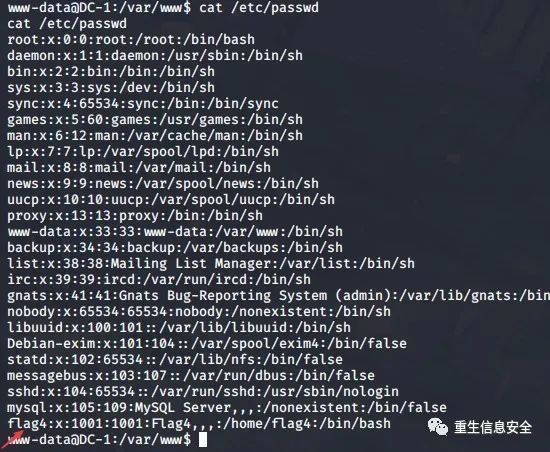 www-data@DC-1:/var/www$ cat /etc/passwd
cat /etc/passwd
root:x:0:0:root:/root:/bin/bash
daemon:x:1:1:daemon:/usr/sbin:/bin/sh
bin:x:2:2:bin:/bin:/bin/sh
sys:x:3:3:sys:/dev:/bin/sh
sync:x:4:65534:sync:/bin:/bin/sync
games:x:5:60:games:/usr/games:/bin/sh
man:x:6:12:man:/var/cache/man:/bin/sh
lp:x:7:7:lp:/var/spool/lpd:/bin/sh
mail:x:8:8:mail:/var/mail:/bin/sh
news:x:9:9:news:/var/spool/news:/bin/sh
uucp:x:10:10:uucp:/var/spool/uucp:/bin/sh
proxy:x:13:13:proxy:/bin:/bin/sh
www-data:x:33:33:www-data:/var/www:/bin/sh
backup:x:34:34:backup:/var/backups:/bin/sh
list:x:38:38:Mailing List Manager:/var/list:/bin/sh
irc:x:39:39:ircd:/var/run/ircd:/bin/sh
gnats:x:41:41:Gnats Bug-Reporting System (admin):/var/lib/gnats:/bin
nobody:x:65534:65534:nobody:/nonexistent:/bin/sh
libuuid:x:100:101::/var/lib/libuuid:/bin/sh
Debian-exim:x:101:104::/var/spool/exim4:/bin/false
statd:x:102:65534::/var/lib/nfs:/bin/false
messagebus:x:103:107::/var/run/dbus:/bin/false
sshd:x:104:65534::/var/run/sshd:/usr/sbin/nologin
mysql:x:105:109:MySQL Server,,,:/nonexistent:/bin/false
flag4:x:1001:1001:Flag4,,,:/home/flag4:/bin/bash
www-data@DC-1:/var/www$
重生信息安全